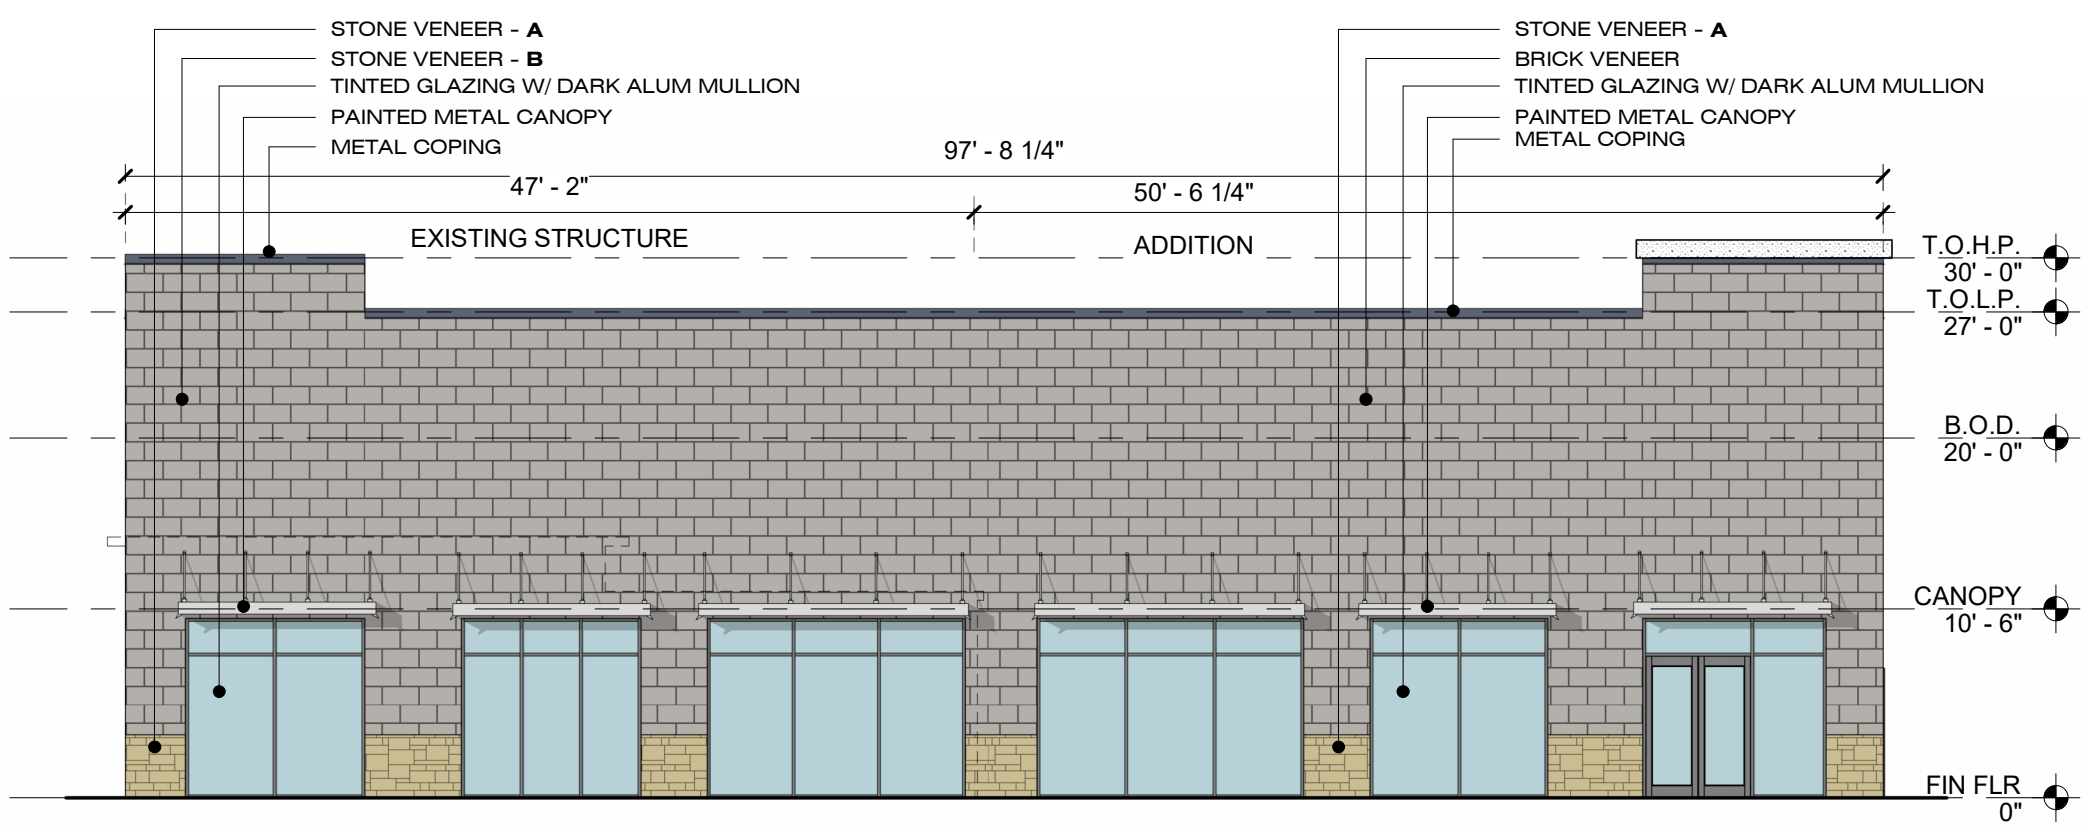 STONE VENEER - A
STONE VENEER - B
TINTED GLAZING W/ DARK ALUM MULLION
PAINTED METAL CANOPY
METAL COPING
STONE VENEER - A
BRICK VENEER
TINTED GLAZING W/ DARK ALUM MULLION
PAINTED METAL CANOPY
METAL COPING
97' - 8 1/4"
47' - 2"
50' - 6 1/4"
EXISTING STRUCTURE
ADDITION
T.O.H.P.
30' - 0"
T.O.L.P.
27' - 0"
B.O.D.
20' - 0"
CANOPY
10' - 6"
FIN FLR
0"